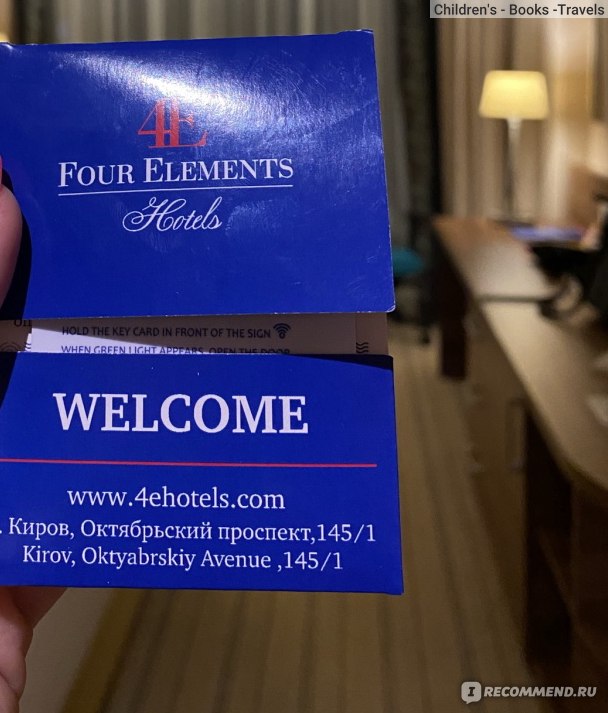 Children's - Books -Travels
4E
FOUR ELEMENTS
Hotels
HOLD THE KEY CARD IN FRONT OF THE SIGN
WHEN GREEN LIGHT APPEARS, OPEN THE DOOR
WELCOME
www.4ehotels.com
. Киров, Октябрьский проспект,145/1
Kirov, Oktyabrskiy Avenue ,145/1
IRECOMMEND.RU